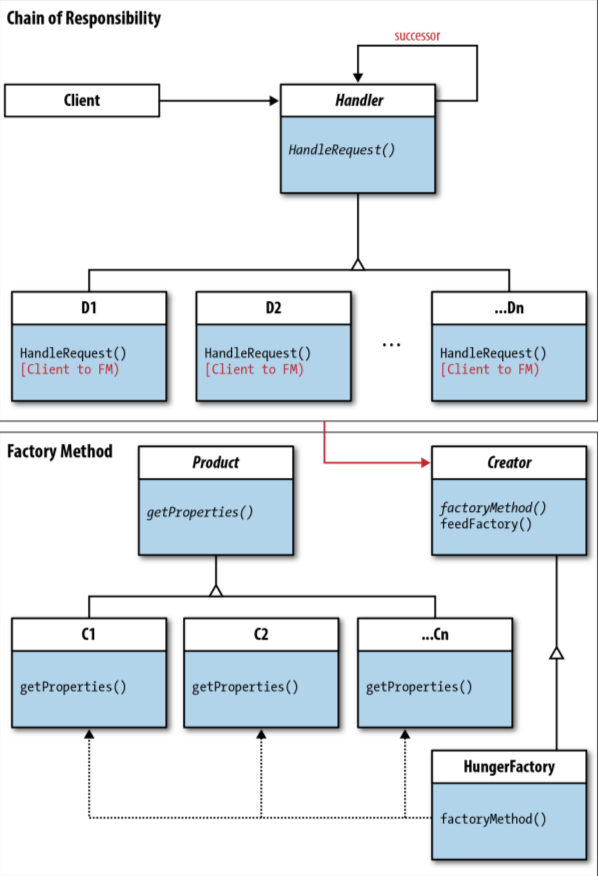 Chain of Responsibility
successor
Client
Handler
HandleRequest()
D1
D2
...Dn
HandleRequest()
[Client to FM)
HandleRequest()
[Client to FM)
...
HandleRequest()
[Client to FM)
Factory Method
Product
Creator
getProperties()
factoryMethod()
feedFactory()
C1
C2
...Cn
getProperties()
getProperties()
getProperties()
HungerFactory
factoryMethod()